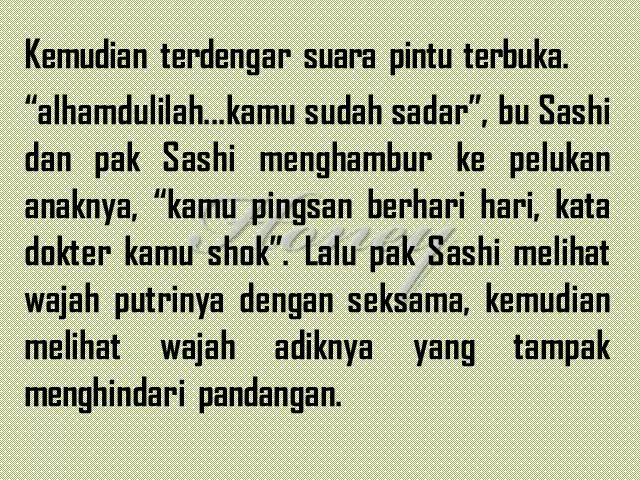 Kemudian terdengar suara pintu terbuka.
“alhamdulilah...kamu sudah sadar”, bu Sashi
dan pak Sashi menghambur ke pelukan
anaknya, “kamu pingsan berhari hari, kata
dokter kamu shok”. Lalu pak Sashi melihat
wajah putrinya dengan seksama, kemudian
melihat wajah adiknya yang tampak
menghindari pandangan.
Honey